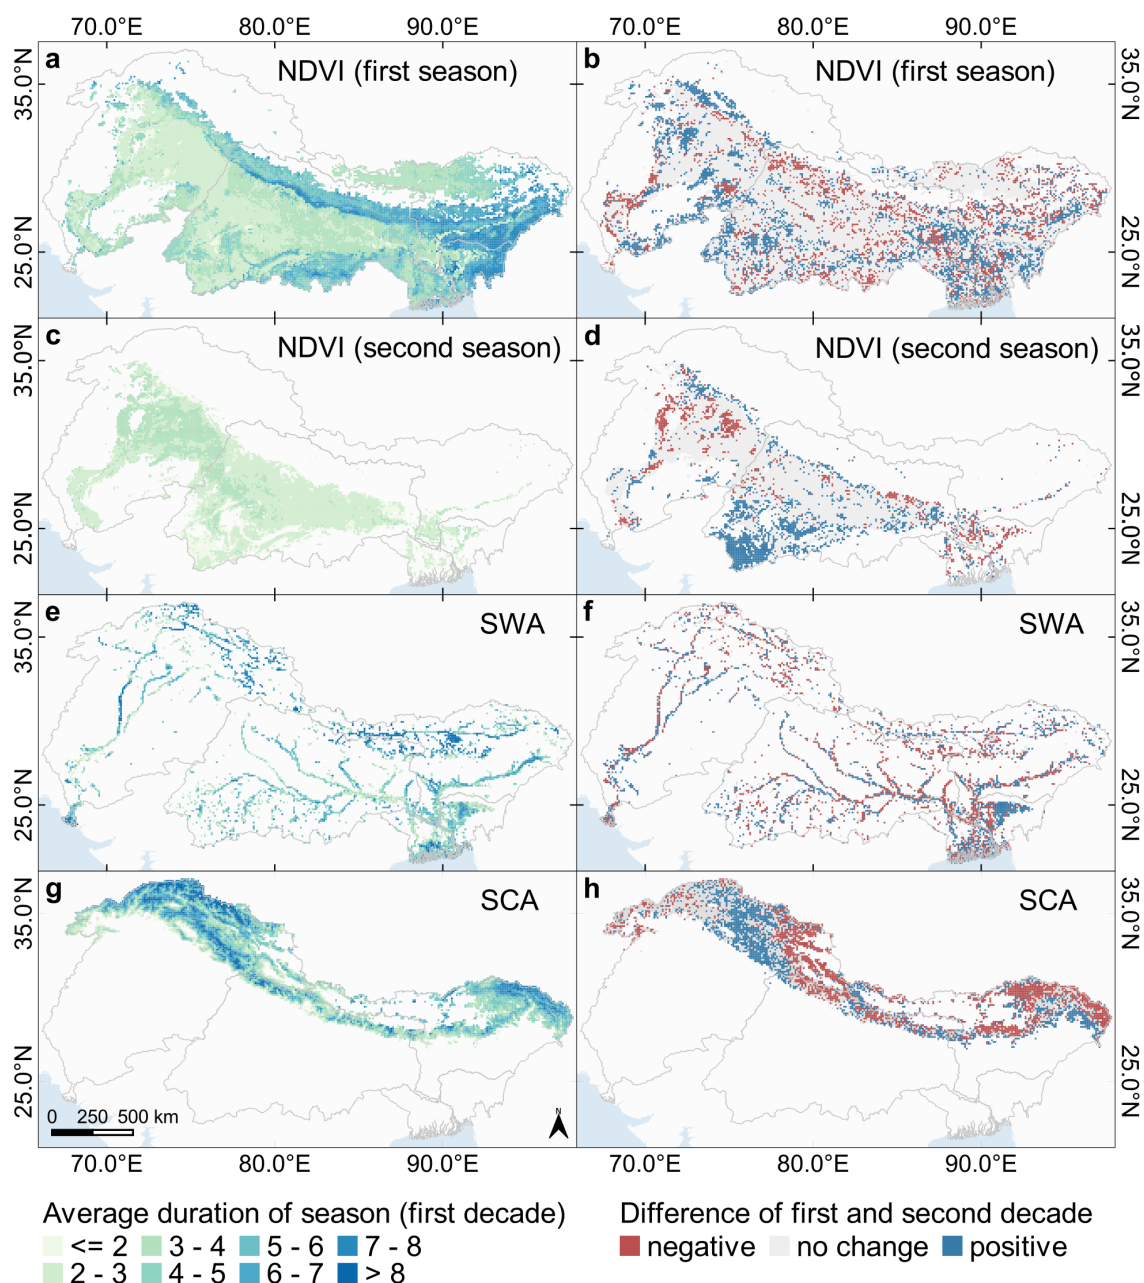 70.0°E 80.0°E 90.0°E 70.0°E 80.0°E 90.0°E
a NDVI (first season) b NDVI (first season)
35.0°N 35.0°N
25.0°N 25.0°N
c NDVI (second season) d NDVI (second season)
35.0°N 35.0°N
25.0°N 25.0°N
e SWA f SWA
35.0°N 35.0°N
25.0°N 25.0°N
g SCA h SCA
35.0°N 35.0°N
25.0°N 25.0°N
0 250 500 km N
70.0°E 80.0°E 90.0°E 70.0°E 80.0°E 90.0°E
Average duration of season (first decade) Difference of first and second decade
<= 2 3 - 4 5 - 6 7 - 8 negative no change positive
2 - 3 4 - 5 6 - 7 > 8